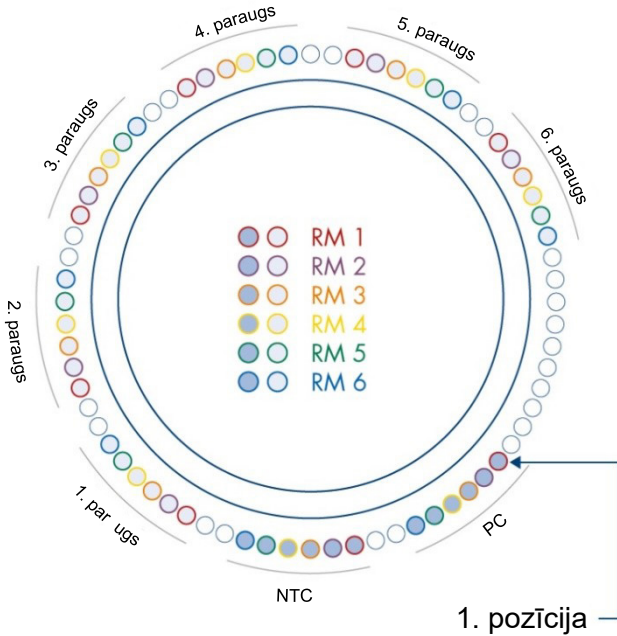 4. paraugs
5. paraugs
3. paraugs
6. paraugs
RM 1
RM 2
RM 3
RM 4
RM 5
RM 6
2. paraugs
1. par ugs
PC
NTC
1. pozīcija